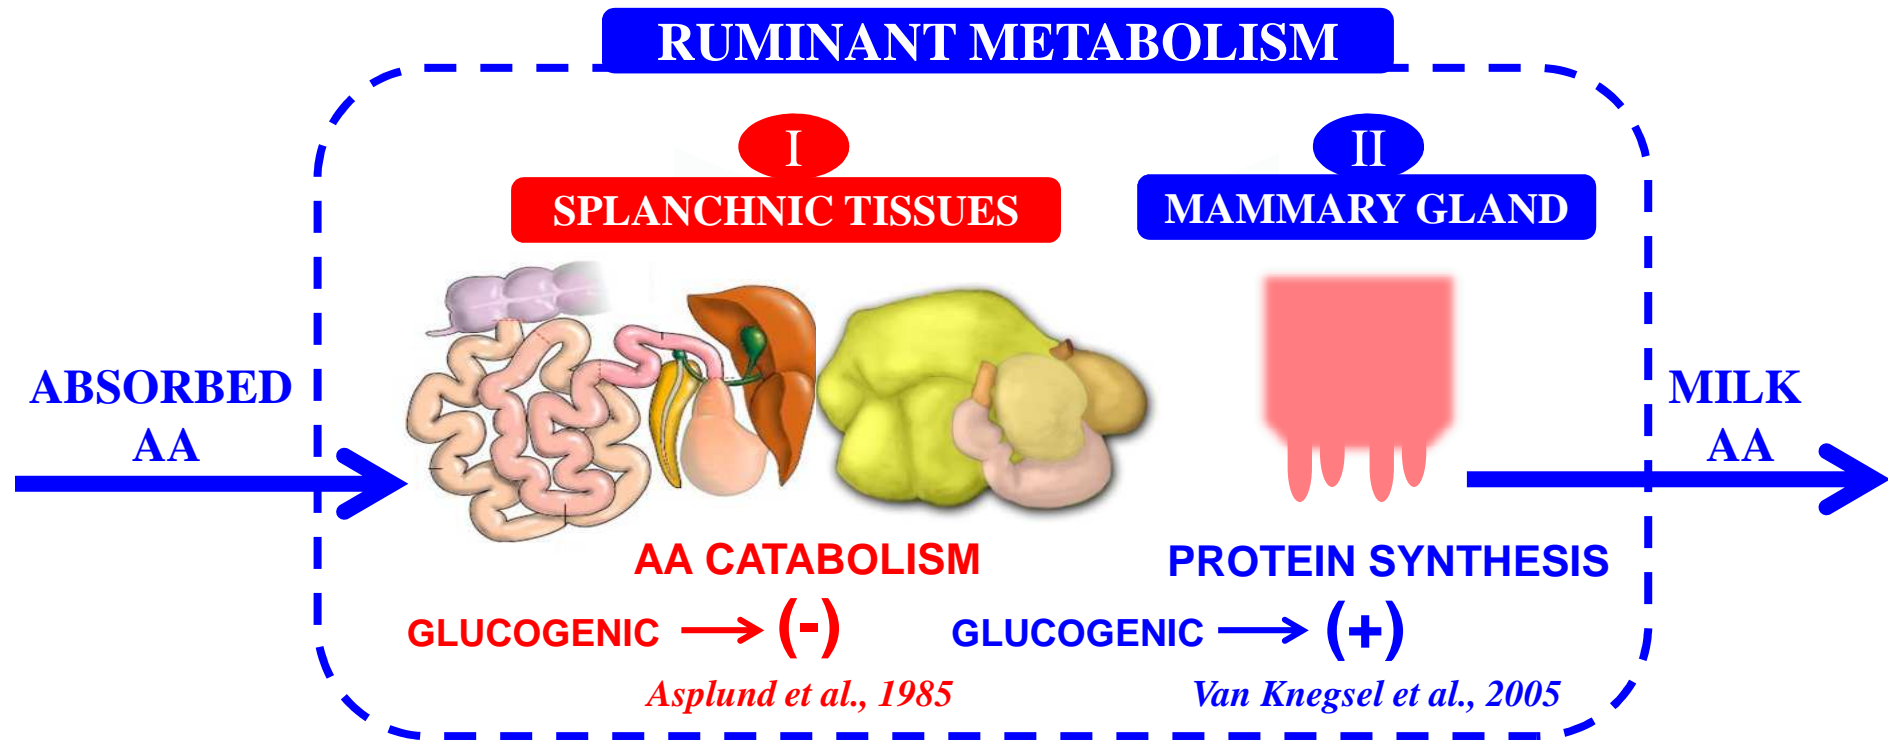 RUMINANT METABOLISM
I
II
SPLANCHNIC TISSUES
MAMMARY GLAND
ABSORBED
AA
MILK
AA
AA CATABOLISM
PROTEIN SYNTHESIS
GLUCOGENIC → (-)
GLUCOGENIC → (+)
Asplund et al., 1985
Van Knegsel et al., 2005